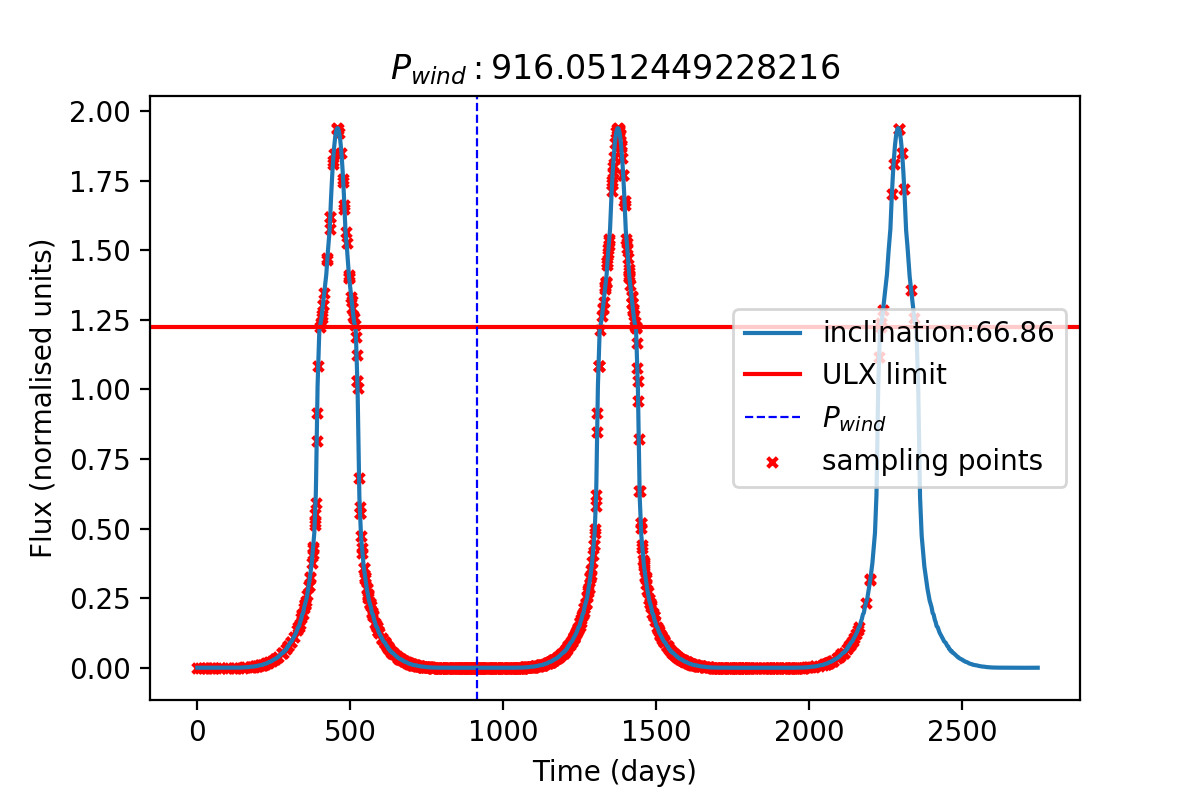 P_wind : 916.0512449228216
Flux (normalised units)
2.00
1.75
1.50
1.25
1.00
0.75
0.50
0.25
0.00
inclination:66.86
ULX limit
P_wind
sampling points
0
500
1000
1500
2000
2500
Time (days)